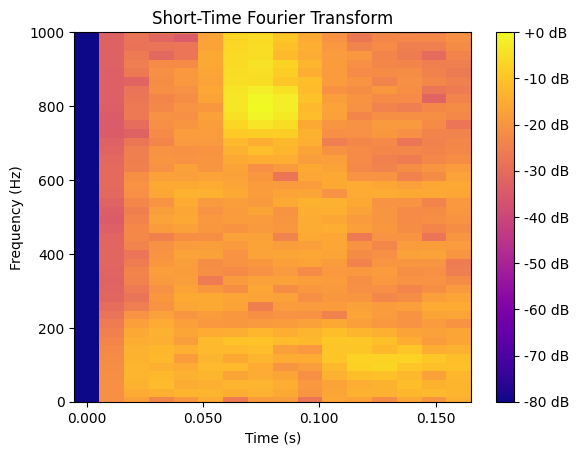 Short-Time Fourier Transform
1000
800
600
400
200
0
Frequency (Hz)
0.000
0.050
0.100
0.150
Time (s)
+0 dB
-10 dB
-20 dB
-30 dB
-40 dB
-50 dB
-60 dB
-70 dB
-80 dB